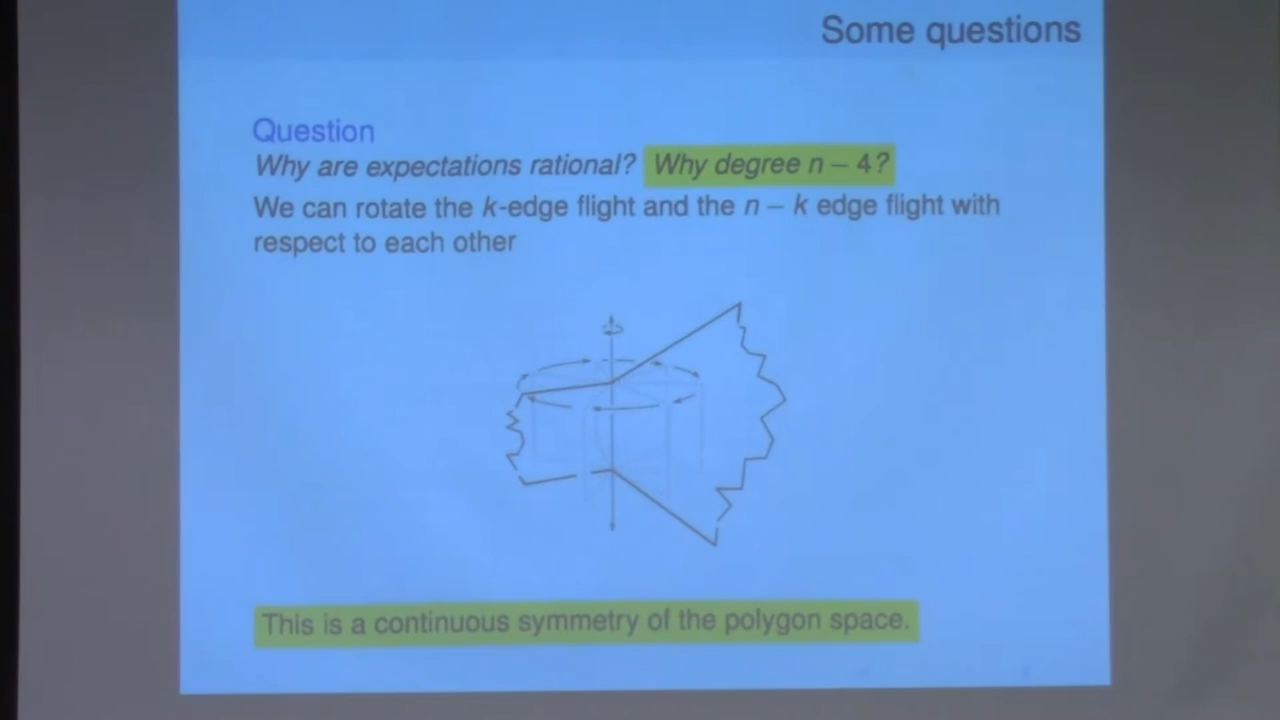 Some questions
Question
Why are expectations rational? Why degree n – 4?
We can rotate the k-edge flight and the n – k edge flight with
respect to each other
This is a continuous symmetry of the polygon space.